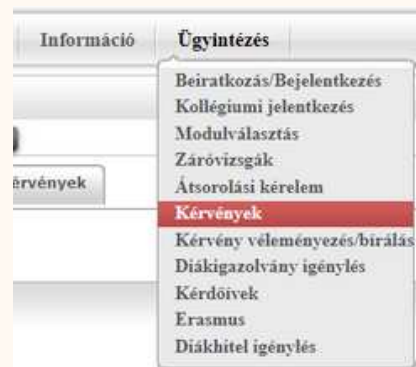 Információ Ügyintézés
Beiratkozás/Bejelentkezés
Kollégiumi jelentkezés
Modulválasztás
Záróvizsgák
Átsorolási kérelem
érvények
Kérvények
Kérvény véleményezés/bírálás
Diákigazolvány igénylés
Kérdőívek
Erasmus
Diákhitel igénylés